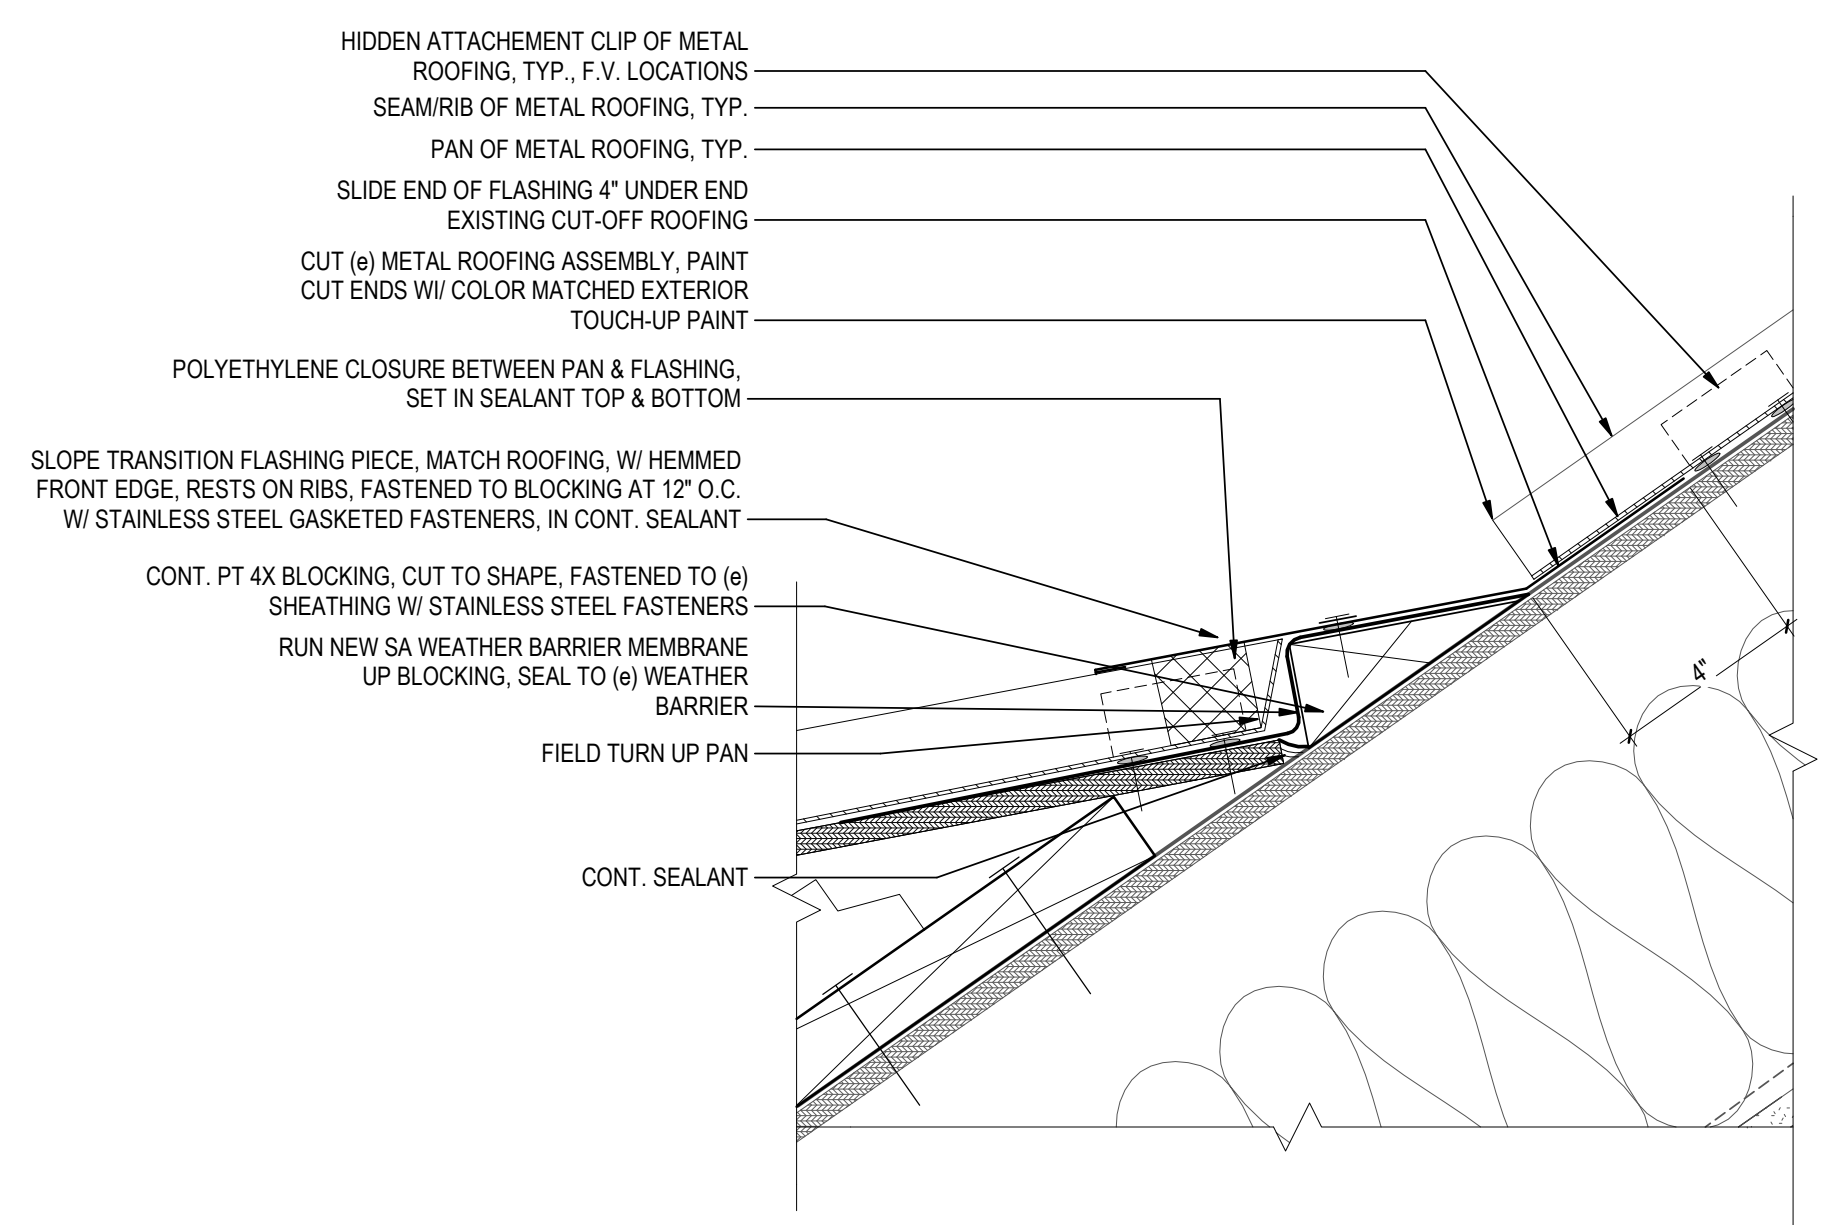 HIDDEN ATTACHEMENT CLIP OF METAL
ROOFING, TYP., F.V. LOCATIONS
SEAM/RIB OF METAL ROOFING, TYP.
PAN OF METAL ROOFING, TYP.
SLIDE END OF FLASHING 4" UNDER END
EXISTING CUT-OFF ROOFING
CUT (e) METAL ROOFING ASSEMBLY, PAINT
CUT ENDS WI/ COLOR MATCHED EXTERIOR
TOUCH-UP PAINT
POLYETHYLENE CLOSURE BETWEEN PAN & FLASHING,
SET IN SEALANT TOP & BOTTOM
SLOPE TRANSITION FLASHING PIECE, MATCH ROOFING, W/ HEMMED
FRONT EDGE, RESTS ON RIBS, FASTENED TO BLOCKING AT 12" O.C.
W/ STAINLESS STEEL GASKETED FASTENERS, IN CONT. SEALANT
CONT. PT 4X BLOCKING, CUT TO SHAPE, FASTENED TO (e)
SHEATHING W/ STAINLESS STEEL FASTENERS
RUN NEW SA WEATHER BARRIER MEMBRANE
UP BLOCKING, SEAL TO (e) WEATHER
BARRIER
FIELD TURN UP PAN
CONT. SEALANT
4"